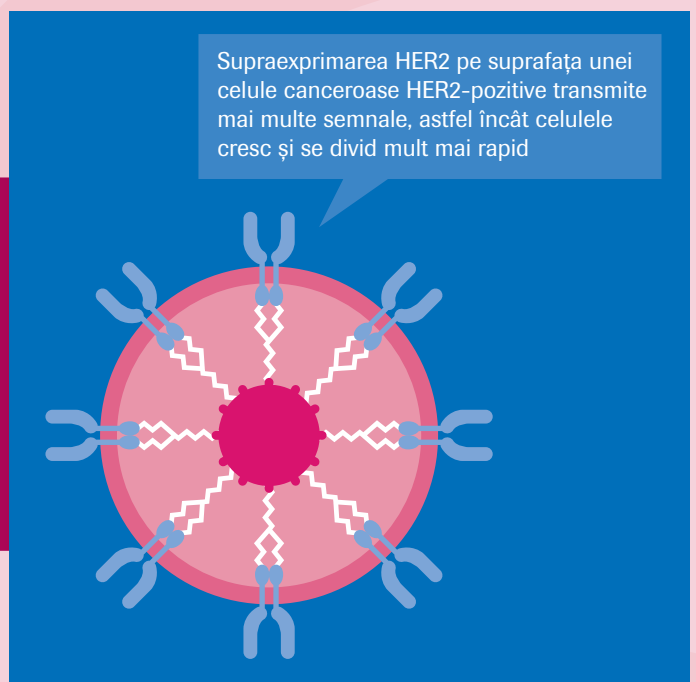 Supraexprimarea HER2 pe suprafața unei
celule canceroase HER2-pozitive transmite
mai multe semnale, astfel încât celulele
cresc și se divid mult mai rapid